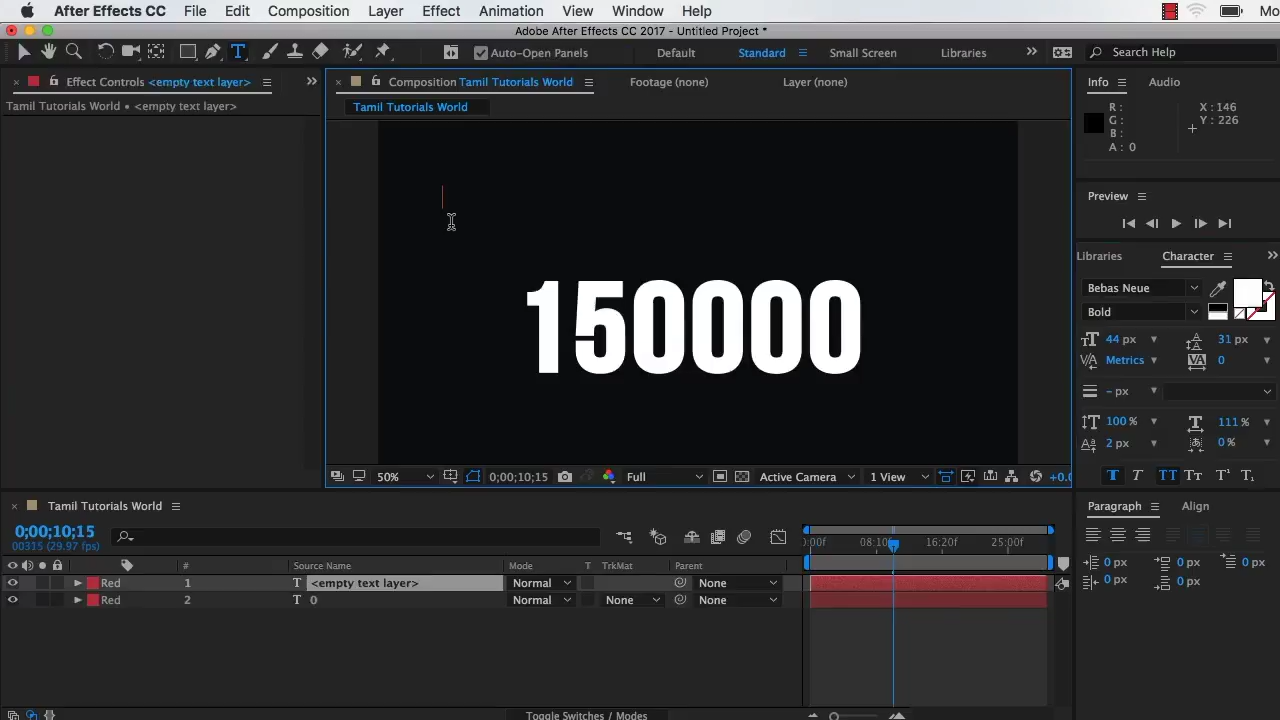 After Effects CC File Edit Composition Layer Effect Animation View Window Help Mo
Adobe After Effects CC 2017 - Untitled Project *
T Auto-Open Panels Default Standard Small Screen Libraries Search Help
Effect Controls <empty text layer>
Composition Tamil Tutorials World Footage (none) Layer (none)
Info Audio
Tamil Tutorials World • <empty text layer>
Tamil Tutorials World
R :
G :
B :
A : 0
X : 146
Y : 226
Preview
Libraries Character
Bebas Neue
Bold
44 px 31 px
Metrics 0
- px
100 % 111 %
2 px 0 %
150000
50% 0;00;10;15 Full Active Camera 1 View +0.0
Tamil Tutorials World
Paragraph Align
0;00;10;15
00315 (29.97 fps)
0:00f 08:10f 16:20f 25:00f
# Source Name Mode T TrkMat Parent
Red 1 T <empty text layer> Normal None
Red 2 T 0 Normal None None
0 px 0 px 0 px
0 px 0 px
Toggle Switches / Modes